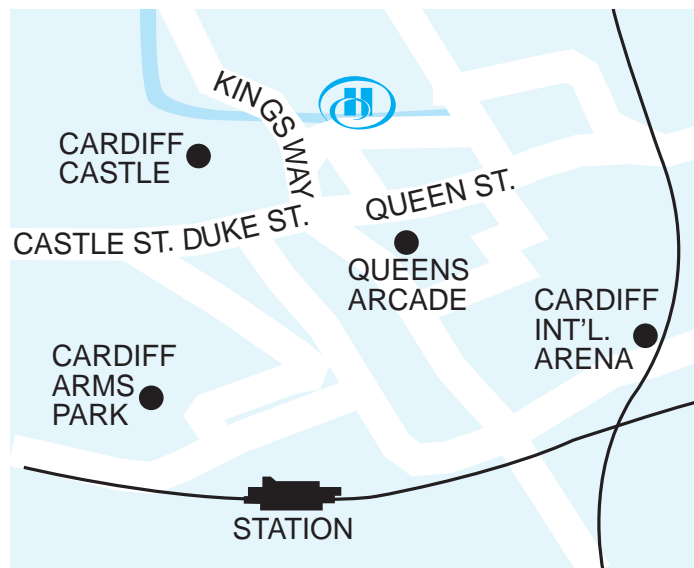 KINGSWAY
CARDIFF
CASTLE
QUEEN ST.
CASTLE ST. DUKE ST.
QUEENS
ARCADE
CARDIFF
INT'L.
ARENA
CARDIFF
ARMS
PARK
STATION